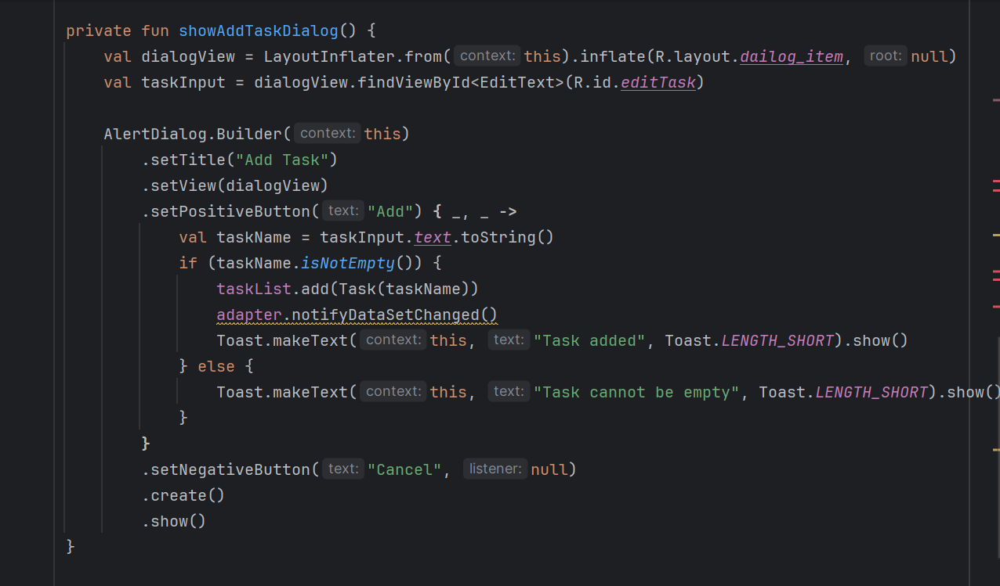 private fun showAddTaskDialog() {
val dialogView = LayoutInflater.from( context: this).inflate(R.layout.dailog_item, root: null)
val taskInput = dialogView.findViewById<EditText>(R.id.editTask)
AlertDialog.Builder( context: this)
.setTitle("Add Task")
.setView(dialogView)
.setPositiveButton( text: "Add") { _, _ ->
val taskName = taskInput.text.toString()
if (taskName.isNotEmpty()) {
taskList.add(Task(taskName))
adapter.notifyDataSetChanged()
Toast.makeText( context: this, text: "Task added", Toast.LENGTH_SHORT).show()
} else {
Toast.makeText( context: this, text: "Task cannot be empty", Toast.LENGTH_SHORT).show()
}
}
.setNegativeButton( text: "Cancel", listener: null)
.create()
.show()
}